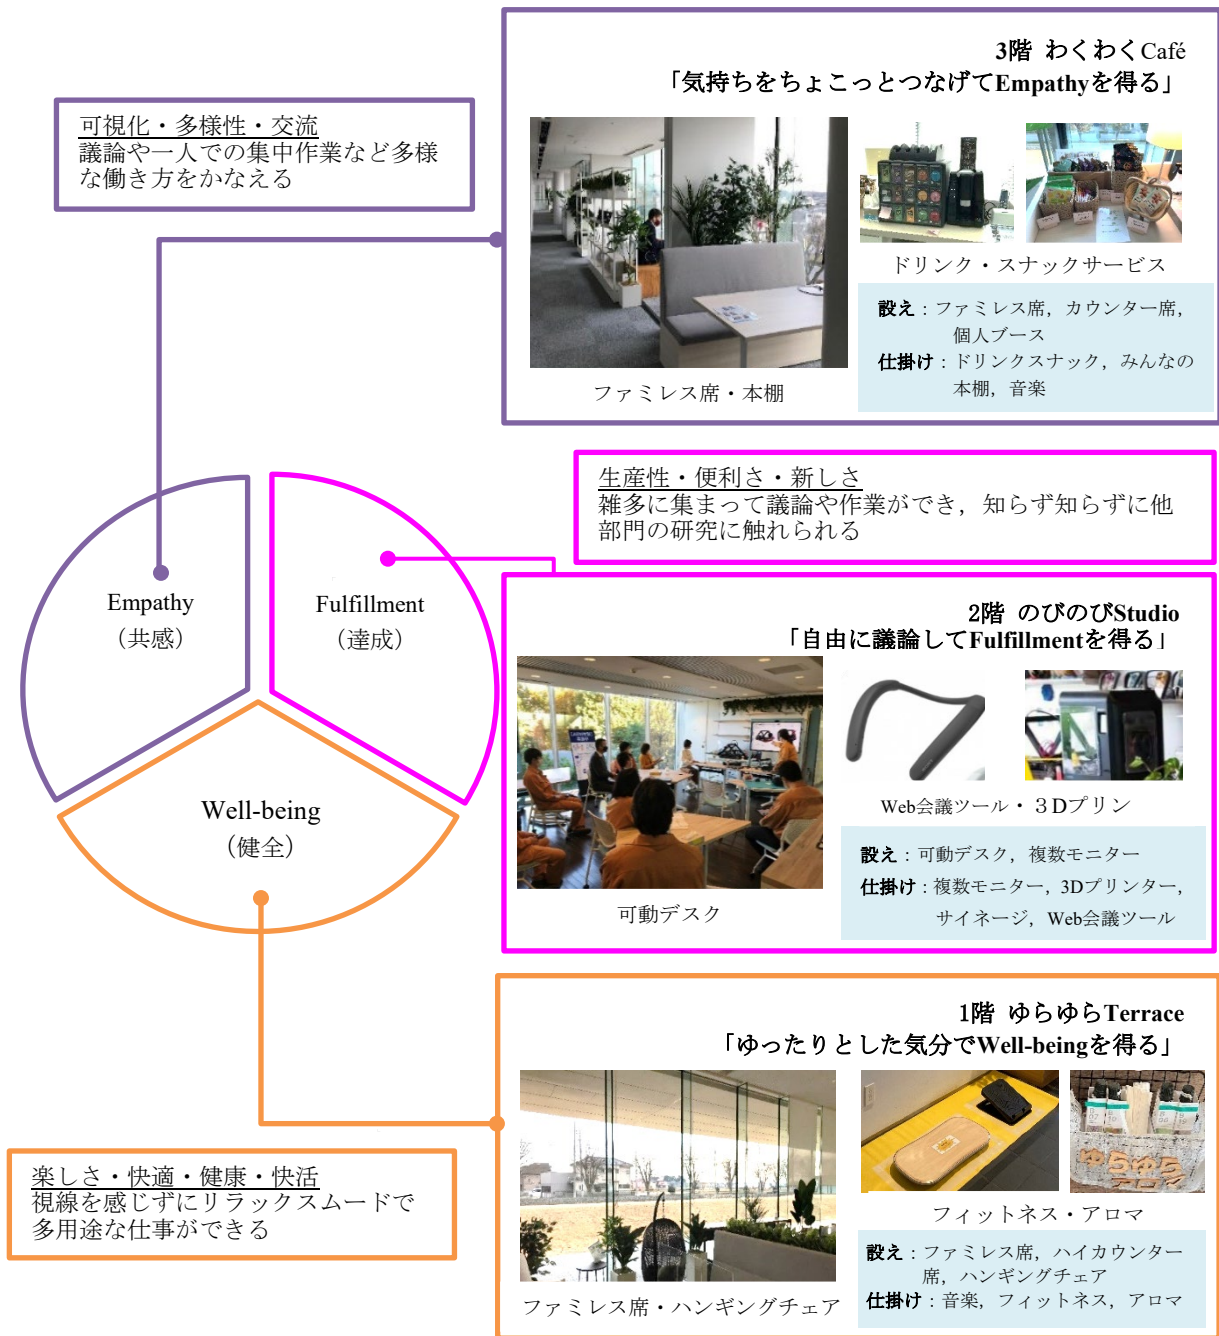 3階 わくわくCafé
「気持ちをちょこっとつなげてEmpathyを得る」
可視化・多様性・交流
議論や一人での集中作業など多様
な働き方をかなえる
ドリンク・スナックサービス
設え：ファミレス席，カウンター席，
個人ブース
仕掛け：ドリンクスナック，みんなの
本棚，音楽
ファミレス席・本棚
生産性・便利さ・新しさ
雑多に集まって議論や作業ができ，知らず知らずに他
部門の研究に触れられる
Empathy
（共感）
Fulfillment
（達成）
Well-being
（健全）
2階 のびのびStudio
「自由に議論してFulfillmentを得る」
Web会議ツール・３Dプリン
設え：可動デスク，複数モニター
仕掛け：複数モニター，3Dプリンター，
サイネージ，Web会議ツール
可動デスク
1階 ゆらゆらTerrace
「ゆったりとした気分でWell-beingを得る」
ゆらゆら
アロマ
楽しさ・快適・健康・快活
視線を感じずにリラックスムードで
多用途な仕事ができる
フィットネス・アロマ
設え：ファミレス席，ハイカウンター
席，ハンギングチェア
仕掛け：音楽，フィットネス，アロマ
ファミレス席・ハンギングチェア